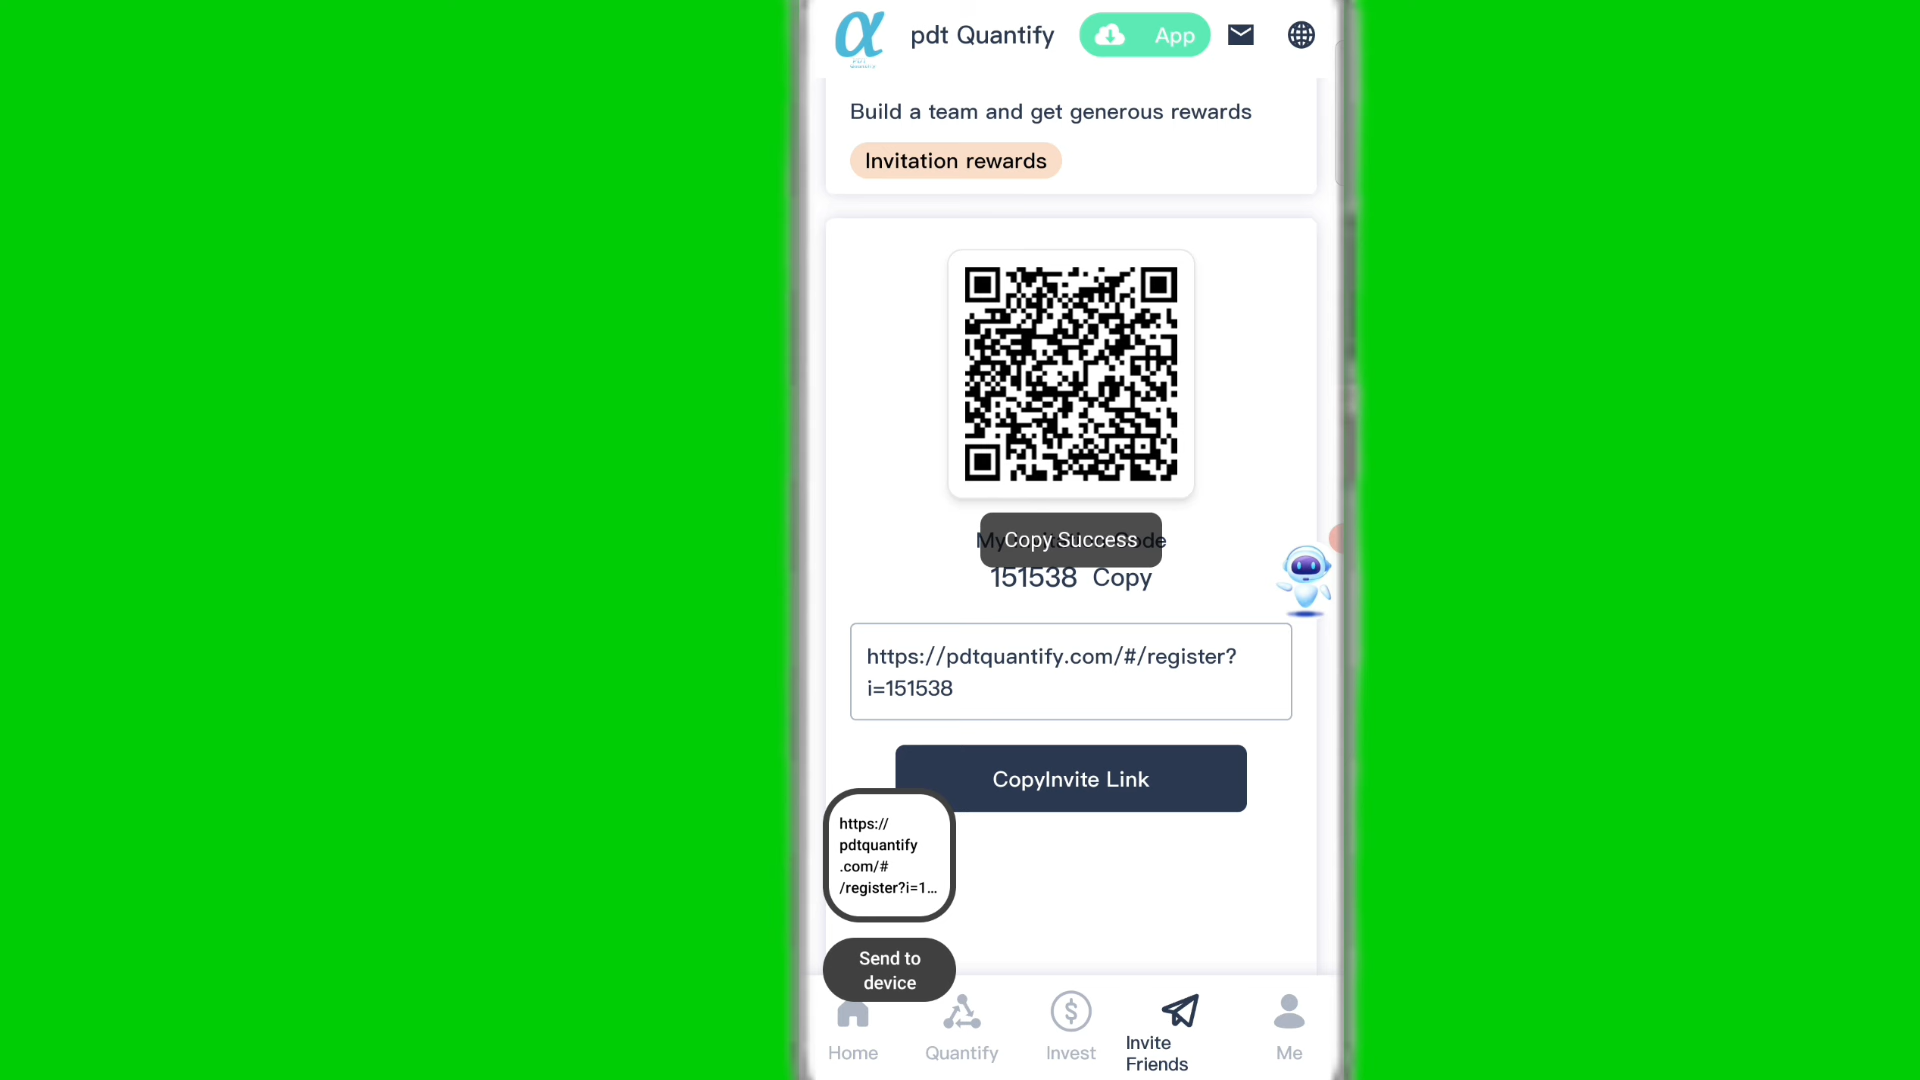 pdt Quantify
App
Build a team and get generous rewards
Invitation rewards
Copy Success
151538 Copy
https://pdtquantify.com/#/register?
i=151538
CopyInvite Link
https://
pdtquantify
.com/#
/register?i=1...
Send to
device
Home
Quantify
Invest
Invite
Friends
Me